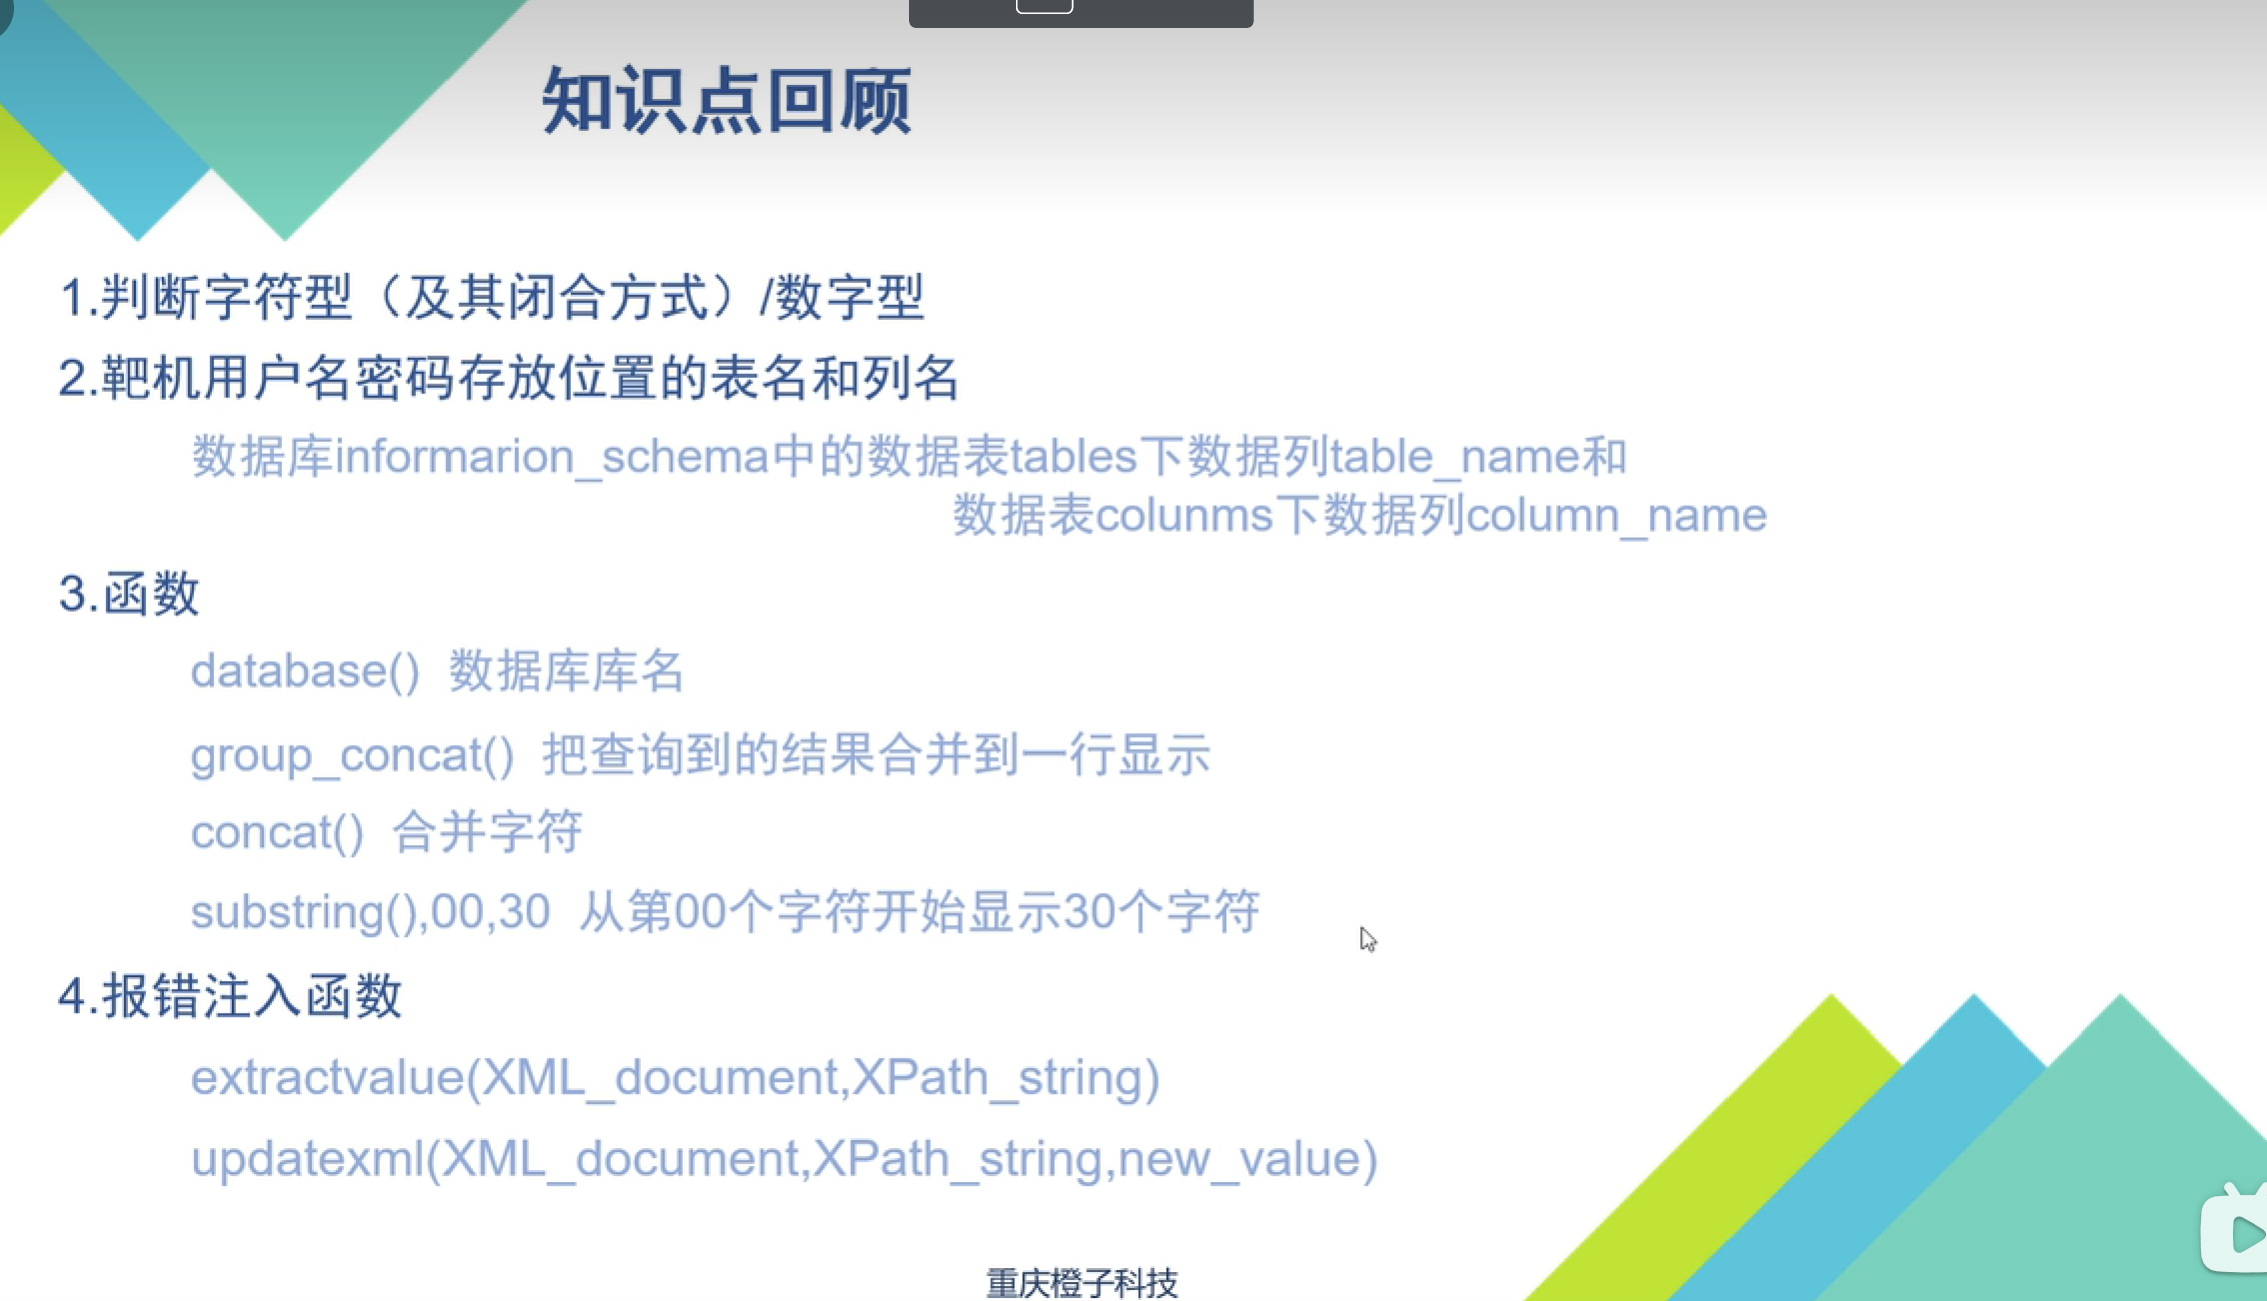 知识点回顾
1.判断字符型（及其闭合方式）/数字型
2.靶机用户名密码存放位置的表名和列名
数据库informarion_schema中的数据表tables下数据列table_name和
数据表colunms下数据列column_name
3.函数
database() 数据库库名
group_concat() 把查询到的结果合并到一行显示
concat() 合并字符
substring(),00,30 从第00个字符开始显示30个字符
4.报错注入函数
extractvalue(XML_document,XPath_string)
updatexml(XML_document,XPath_string,new_value)
重庆橙子科技